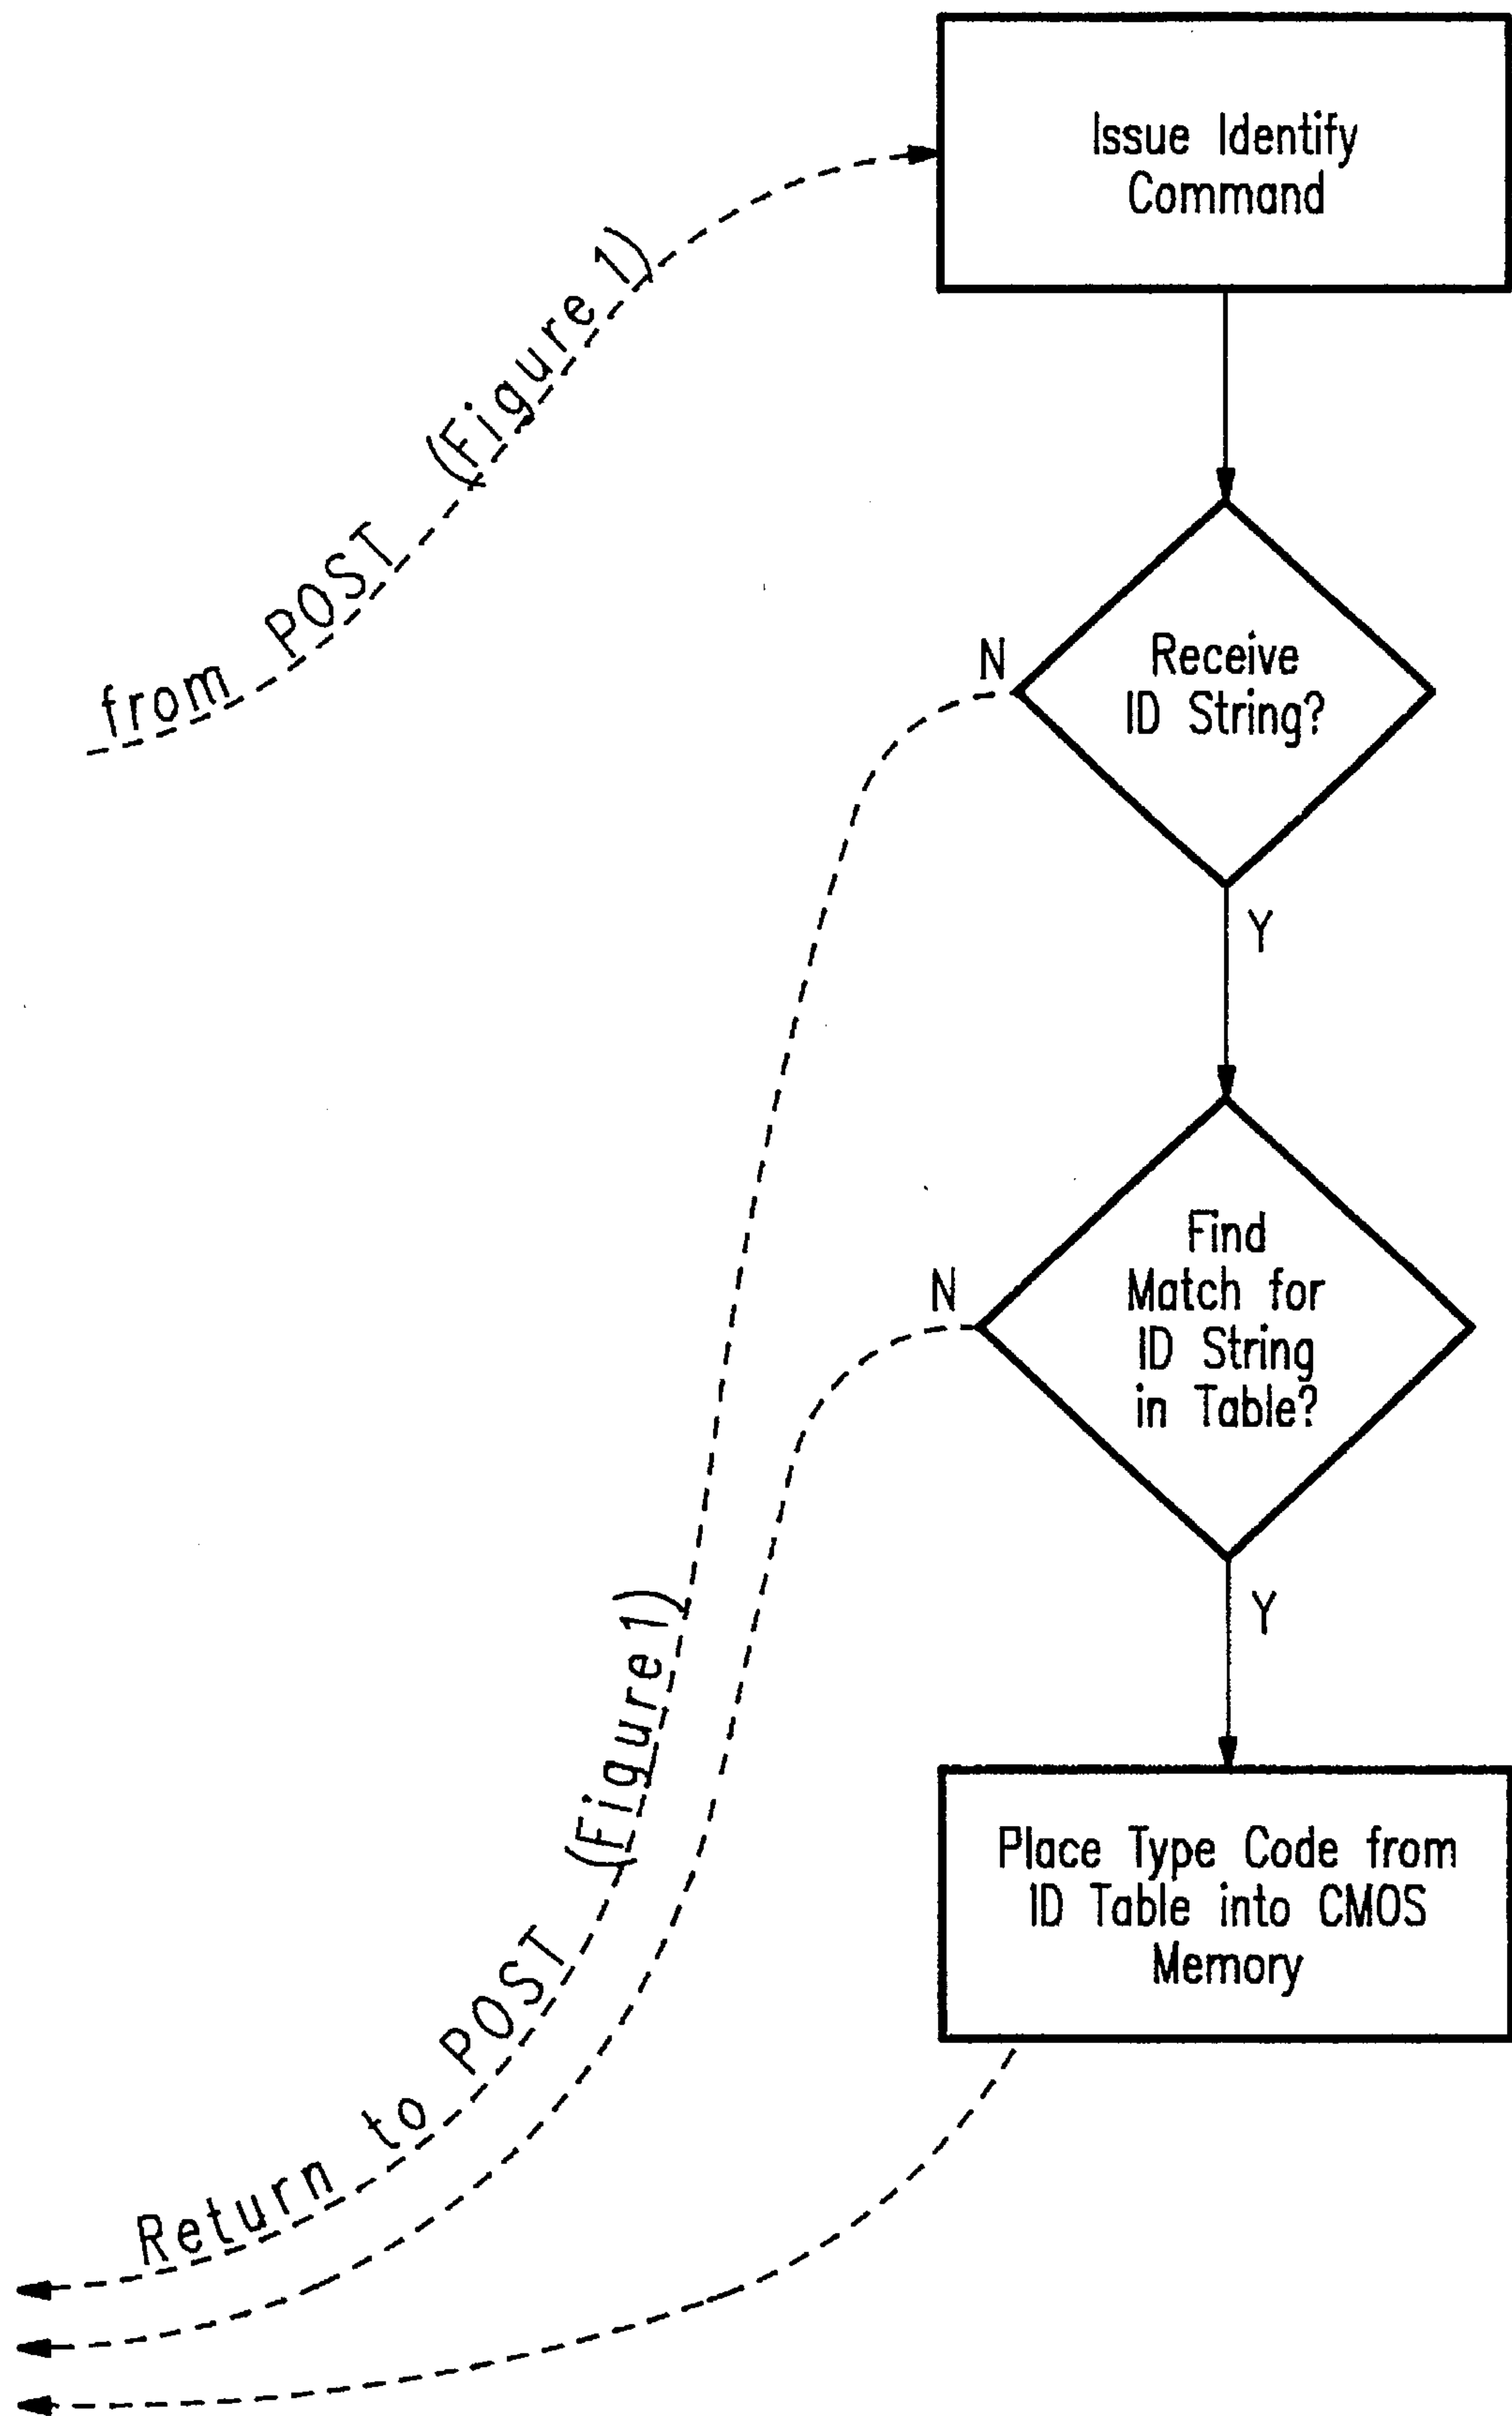 Issue Identify
Command
from POST (Figure 1)
N
Receive
ID String?
Y
N
Find
Match for
ID String
in Table?
Y
Place Type Code from
ID Table into CMOS
Memory
Return to POST (Figure 1)